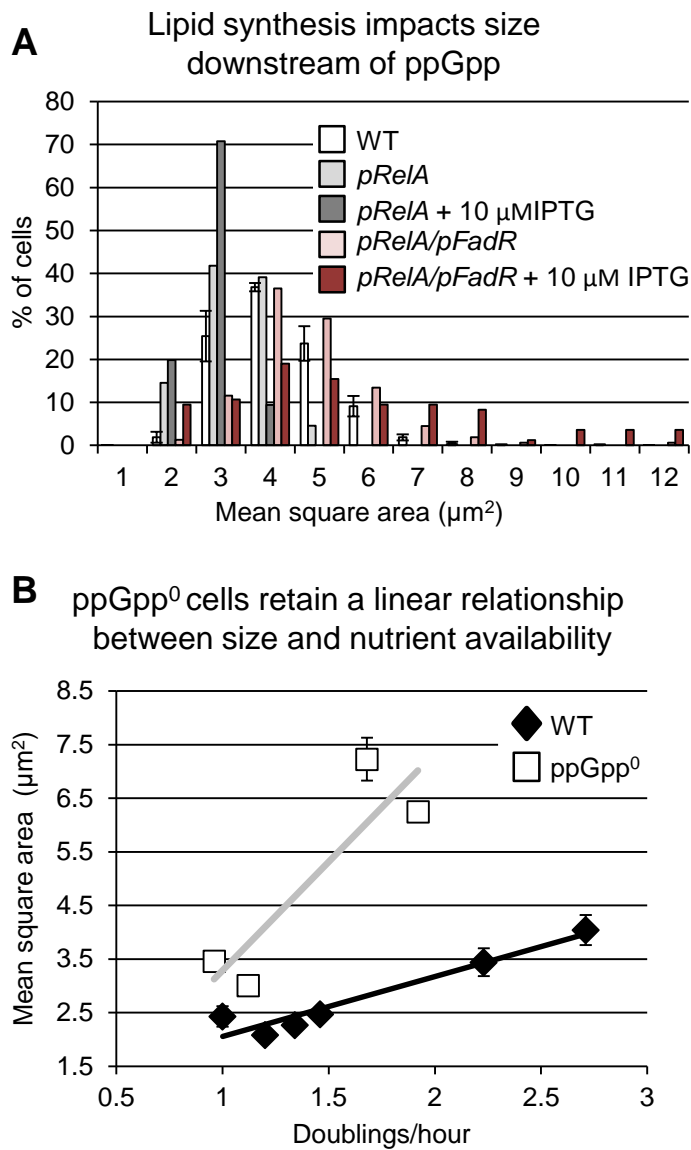 A
Lipid synthesis impacts size
downstream of ppGpp
80
70
60
50
40
30
20
10
0
% of cells
WT
pRelA
pRelA + 10 μMIPTG
pRelA/pFadR
pRelA/pFadR + 10 μM IPTG
1 2 3 4 5 6 7 8 9 10 11 12
Mean square area (μm²)
B
ppGpp⁰ cells retain a linear relationship
between size and nutrient availability
8.5
7.5
6.5
5.5
4.5
3.5
2.5
1.5
Mean square area (μm²)
WT
ppGpp⁰
0.5 1 1.5 2 2.5 3
Doublings/hour